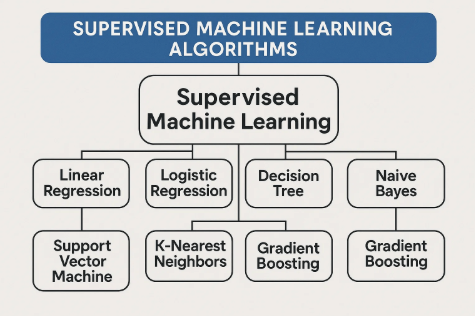 SUPERVISED MACHINE LEARNING
ALGORITHMS
Supervised
Machine Learning
Linear
Regression
Logistic
Regression
Decision
Tree
Naive
Bayes
Support
Vector
Machine
K-Nearest
Neighbors
Gradient
Boosting
Gradient
Boosting